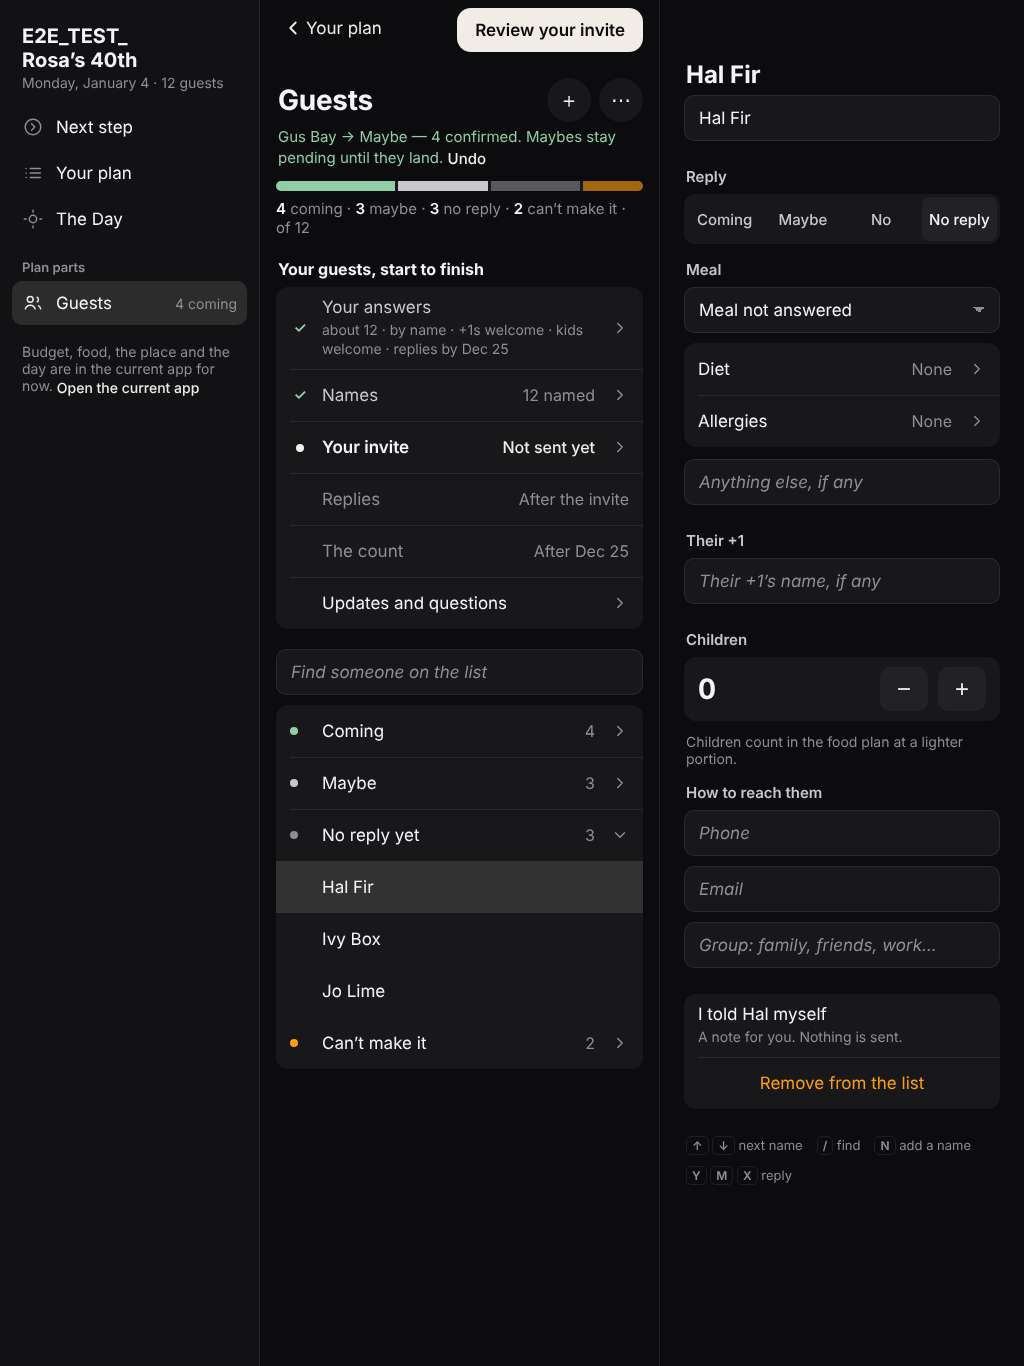 E2E_TEST_
Rosa’s 40th
Monday, January 4 · 12 guests
Next step
Your plan
The Day
Plan parts
Guests
4 coming
Budget, food, the place and the
day are in the current app for
now. Open the current app
Your plan
Review your invite
Guests
+
···
Gus Bay → Maybe — 4 confirmed. Maybes stay
pending until they land. Undo
4 coming · 3 maybe · 3 no reply · 2 can’t make it ·
of 12
Your guests, start to finish
Your answers
about 12 · by name · +1s welcome · kids
welcome · replies by Dec 25
Names
12 named
Your invite
Not sent yet
Replies
After the invite
The count
After Dec 25
Updates and questions
Find someone on the list
Coming
4
Maybe
3
No reply yet
3
Hal Fir
Ivy Box
Jo Lime
Can’t make it
2
Hal Fir
Hal Fir
Reply
Coming
Maybe
No
No reply
Meal
Meal not answered
Diet
None
Allergies
None
Anything else, if any
Their +1
Their +1’s name, if any
Children
0
−
+
Children count in the food plan at a lighter
portion.
How to reach them
Phone
Email
Group: family, friends, work…
I told Hal myself
A note for you. Nothing is sent.
Remove from the list
↑ ↓ next name / find N add a name
Y M X reply